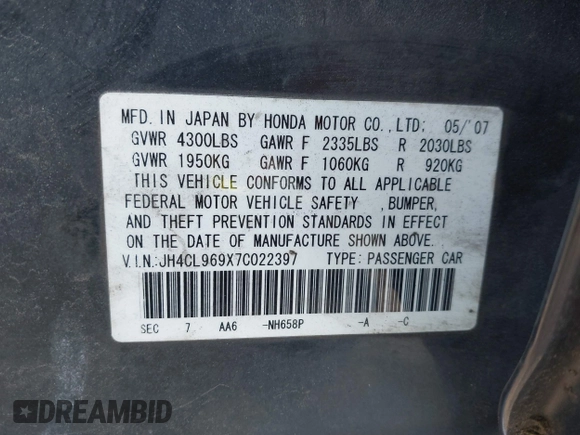 MFD. IN JAPAN BY HONDA MOTOR CO.,LTD: 05/'07
GVWR 4300LBS GAWR F 2335LBS R 2030LBS
GVWR 1950KG GAWR F 1060KG R 920KG
THIS VEHICLE CONFORMS TO ALL APPLICABLE
FEDERAL MOTOR VEHICLE SAFETY ,BUMPER,
AND THEFT PREVENTION STANDARDS IN EFFECT
ON THE DATE OF MANUFACTURE SHOWN ABOVE.
V.I.N:JH4CL969X7C022397 TYPE: PASSENGER CAR
SEC 7 AA6 -NH658P -A -C
DREAMBID